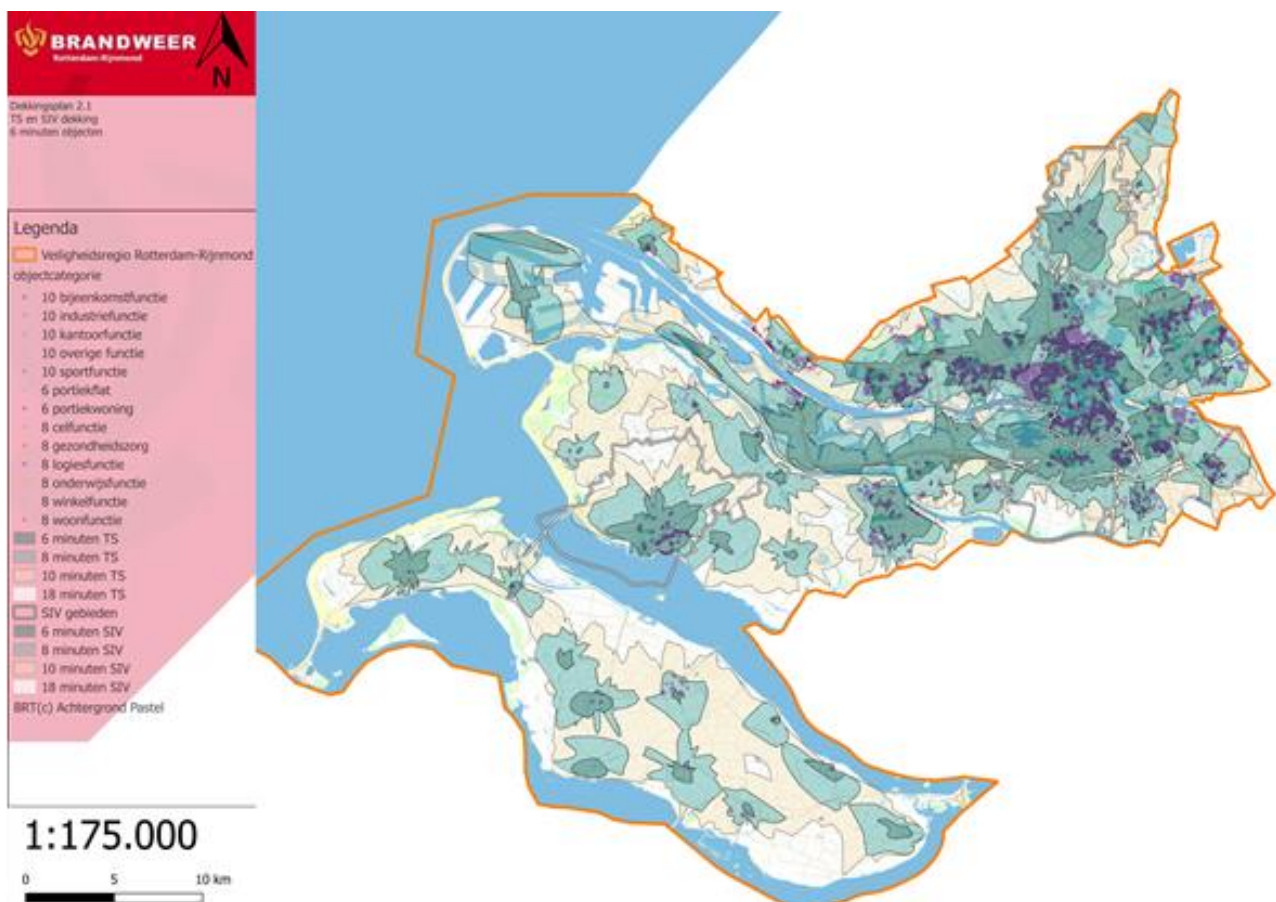 BRANDWEER
Rotterdam-Rijnmond
N
Dekkingsplan 2.1
TS en SIV dekking
6 minuten objecten
Legenda
Veiligheidsregio Rotterdam-Rijnmond
objectcategorie
10 bijeenkomstfunctie
10 industriefunctie
10 kantoorfunctie
10 overige functie
10 sportfunctie
6 portiekflat
6 portiekwoning
8 celfunctie
8 gezondheidszorg
8 logiesfunctie
8 onderwijsfunctie
8 winkelfunctie
8 woonfunctie
6 minuten TS
8 minuten TS
10 minuten TS
18 minuten TS
SIV gebieden
6 minuten SIV
8 minuten SIV
10 minuten SIV
18 minuten SIV
BRT(c) Achtergrond Pastel
1:175.000
0 5 10 km